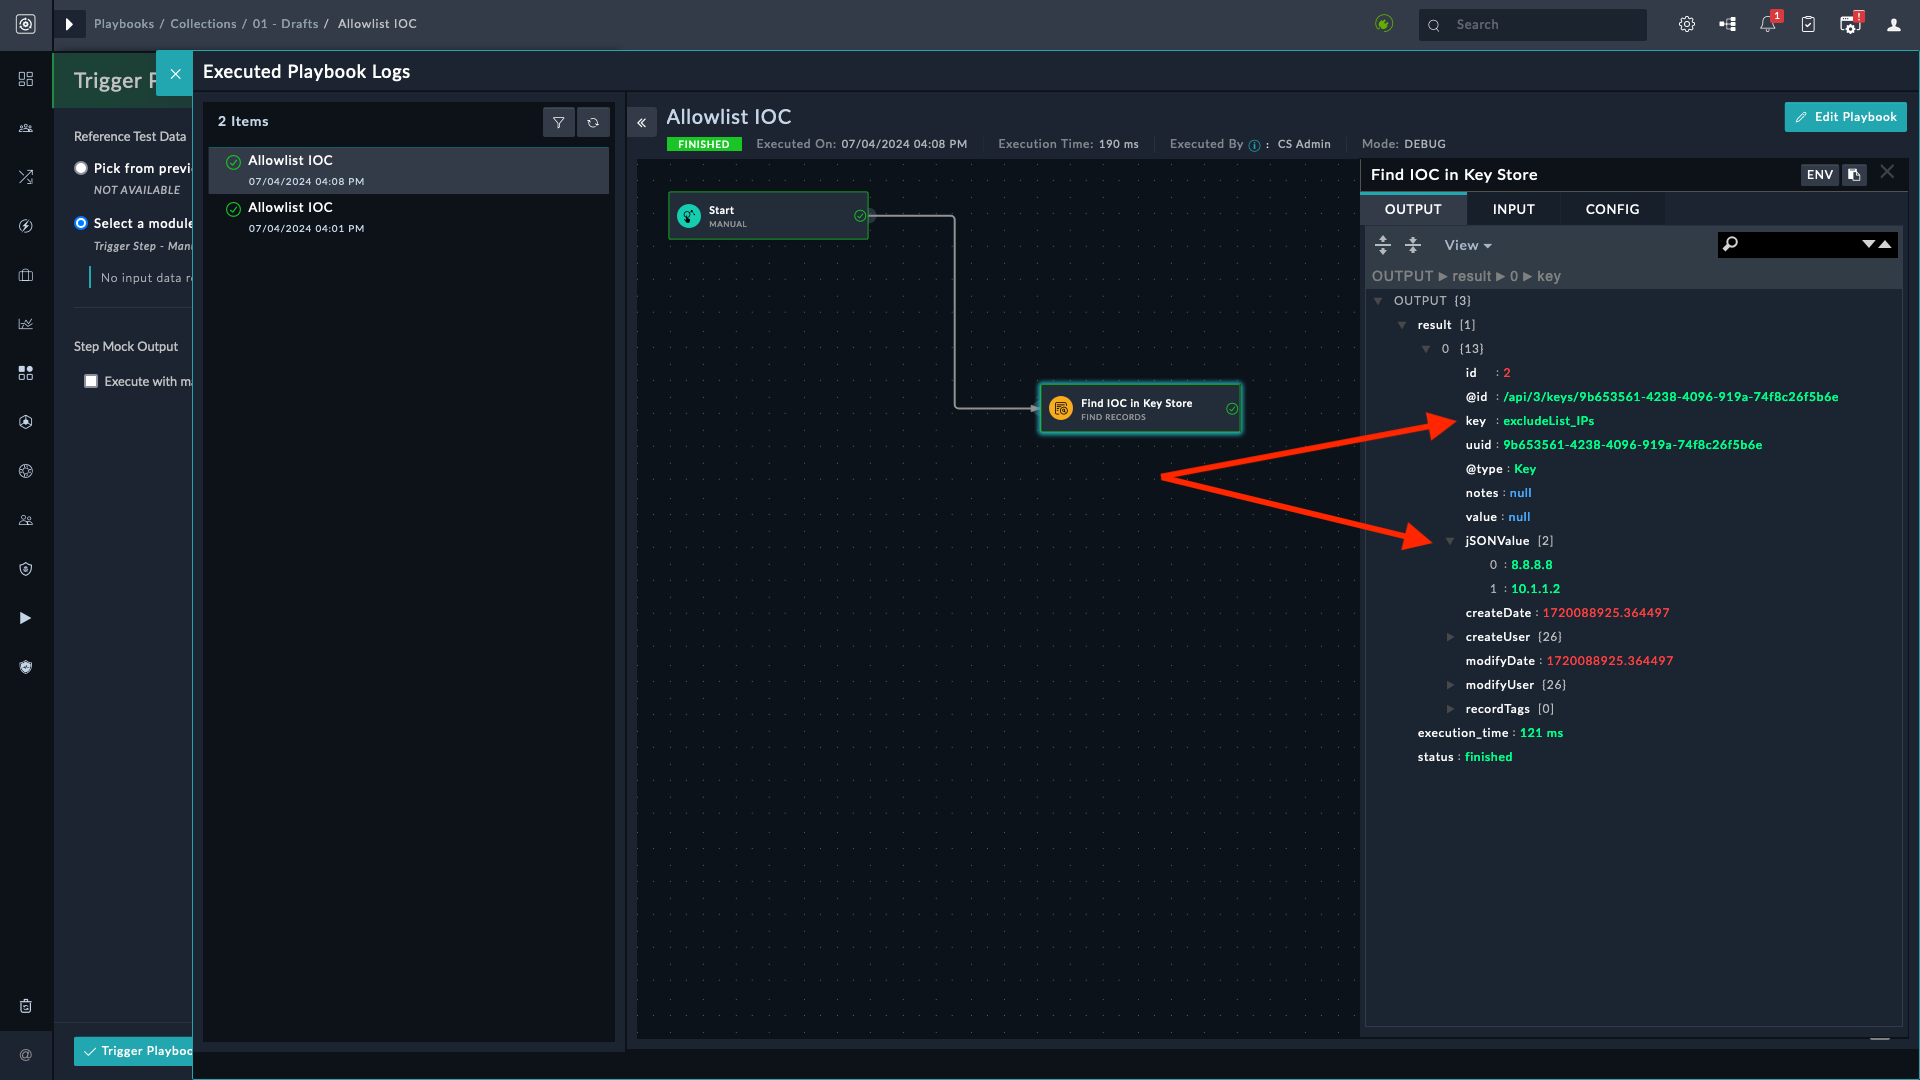 Playbooks / Collections / 01 - Drafts / Allowlist IOC
Search
1
!
Trigger P
Executed Playbook Logs
Reference Test Data
Pick from previ
NOT AVAILABLE
Select a module
Trigger Step - Manu
No input data r
Step Mock Output
Execute with m
Trigger Playboo
@
2 Items
Allowlist IOC
07/04/2024 04:08 PM
Allowlist IOC
07/04/2024 04:01 PM
Allowlist IOC
Edit Playbook
FINISHED Executed On: 07/04/2024 04:08 PM Execution Time: 190 ms Executed By : CS Admin Mode: DEBUG
Start
MANUAL
Find IOC in Key Store
FIND RECORDS
Find IOC in Key Store
ENV
OUTPUT INPUT CONFIG
View
OUTPUT ▶ result ▶ 0 ▶ key
OUTPUT {3}
result [1]
0 {13}
id : 2
@id : /api/3/keys/9b653561-4238-4096-919a-74f8c26f5b6e
key : excludeList_IPs
uuid : 9b653561-4238-4096-919a-74f8c26f5b6e
@type : Key
notes : null
value : null
jSONValue [2]
0 : 8.8.8.8
1 : 10.1.1.2
createDate : 1720088925.364497
createUser {26}
modifyDate : 1720088925.364497
modifyUser {26}
recordTags [0]
execution_time : 121 ms
status : finished